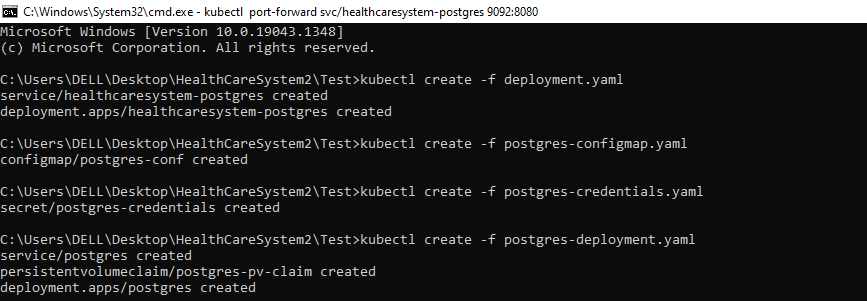 C:\Windows\System32\cmd.exe - kubectl  port-forward svc/healthcaresystem-postgres 9092:8080
Microsoft Windows [Version 10.0.19043.1348]
(c) Microsoft Corporation. All rights reserved.
C:\Users\DELL\Desktop\HealthCareSystem2\Test>kubectl create -f deployment.yaml
service/healthcaresystem-postgres created
deployment.apps/healthcaresystem-postgres created
C:\Users\DELL\Desktop\HealthCareSystem2\Test>kubectl create -f postgres-configmap.yaml
configmap/postgres-conf created
C:\Users\DELL\Desktop\HealthCareSystem2\Test>kubectl create -f postgres-credentials.yaml
secret/postgres-credentials created
C:\Users\DELL\Desktop\HealthCareSystem2\Test>kubectl create -f postgres-deployment.yaml
service/postgres created
persistentvolumeclaim/postgres-pv-claim created
deployment.apps/postgres created